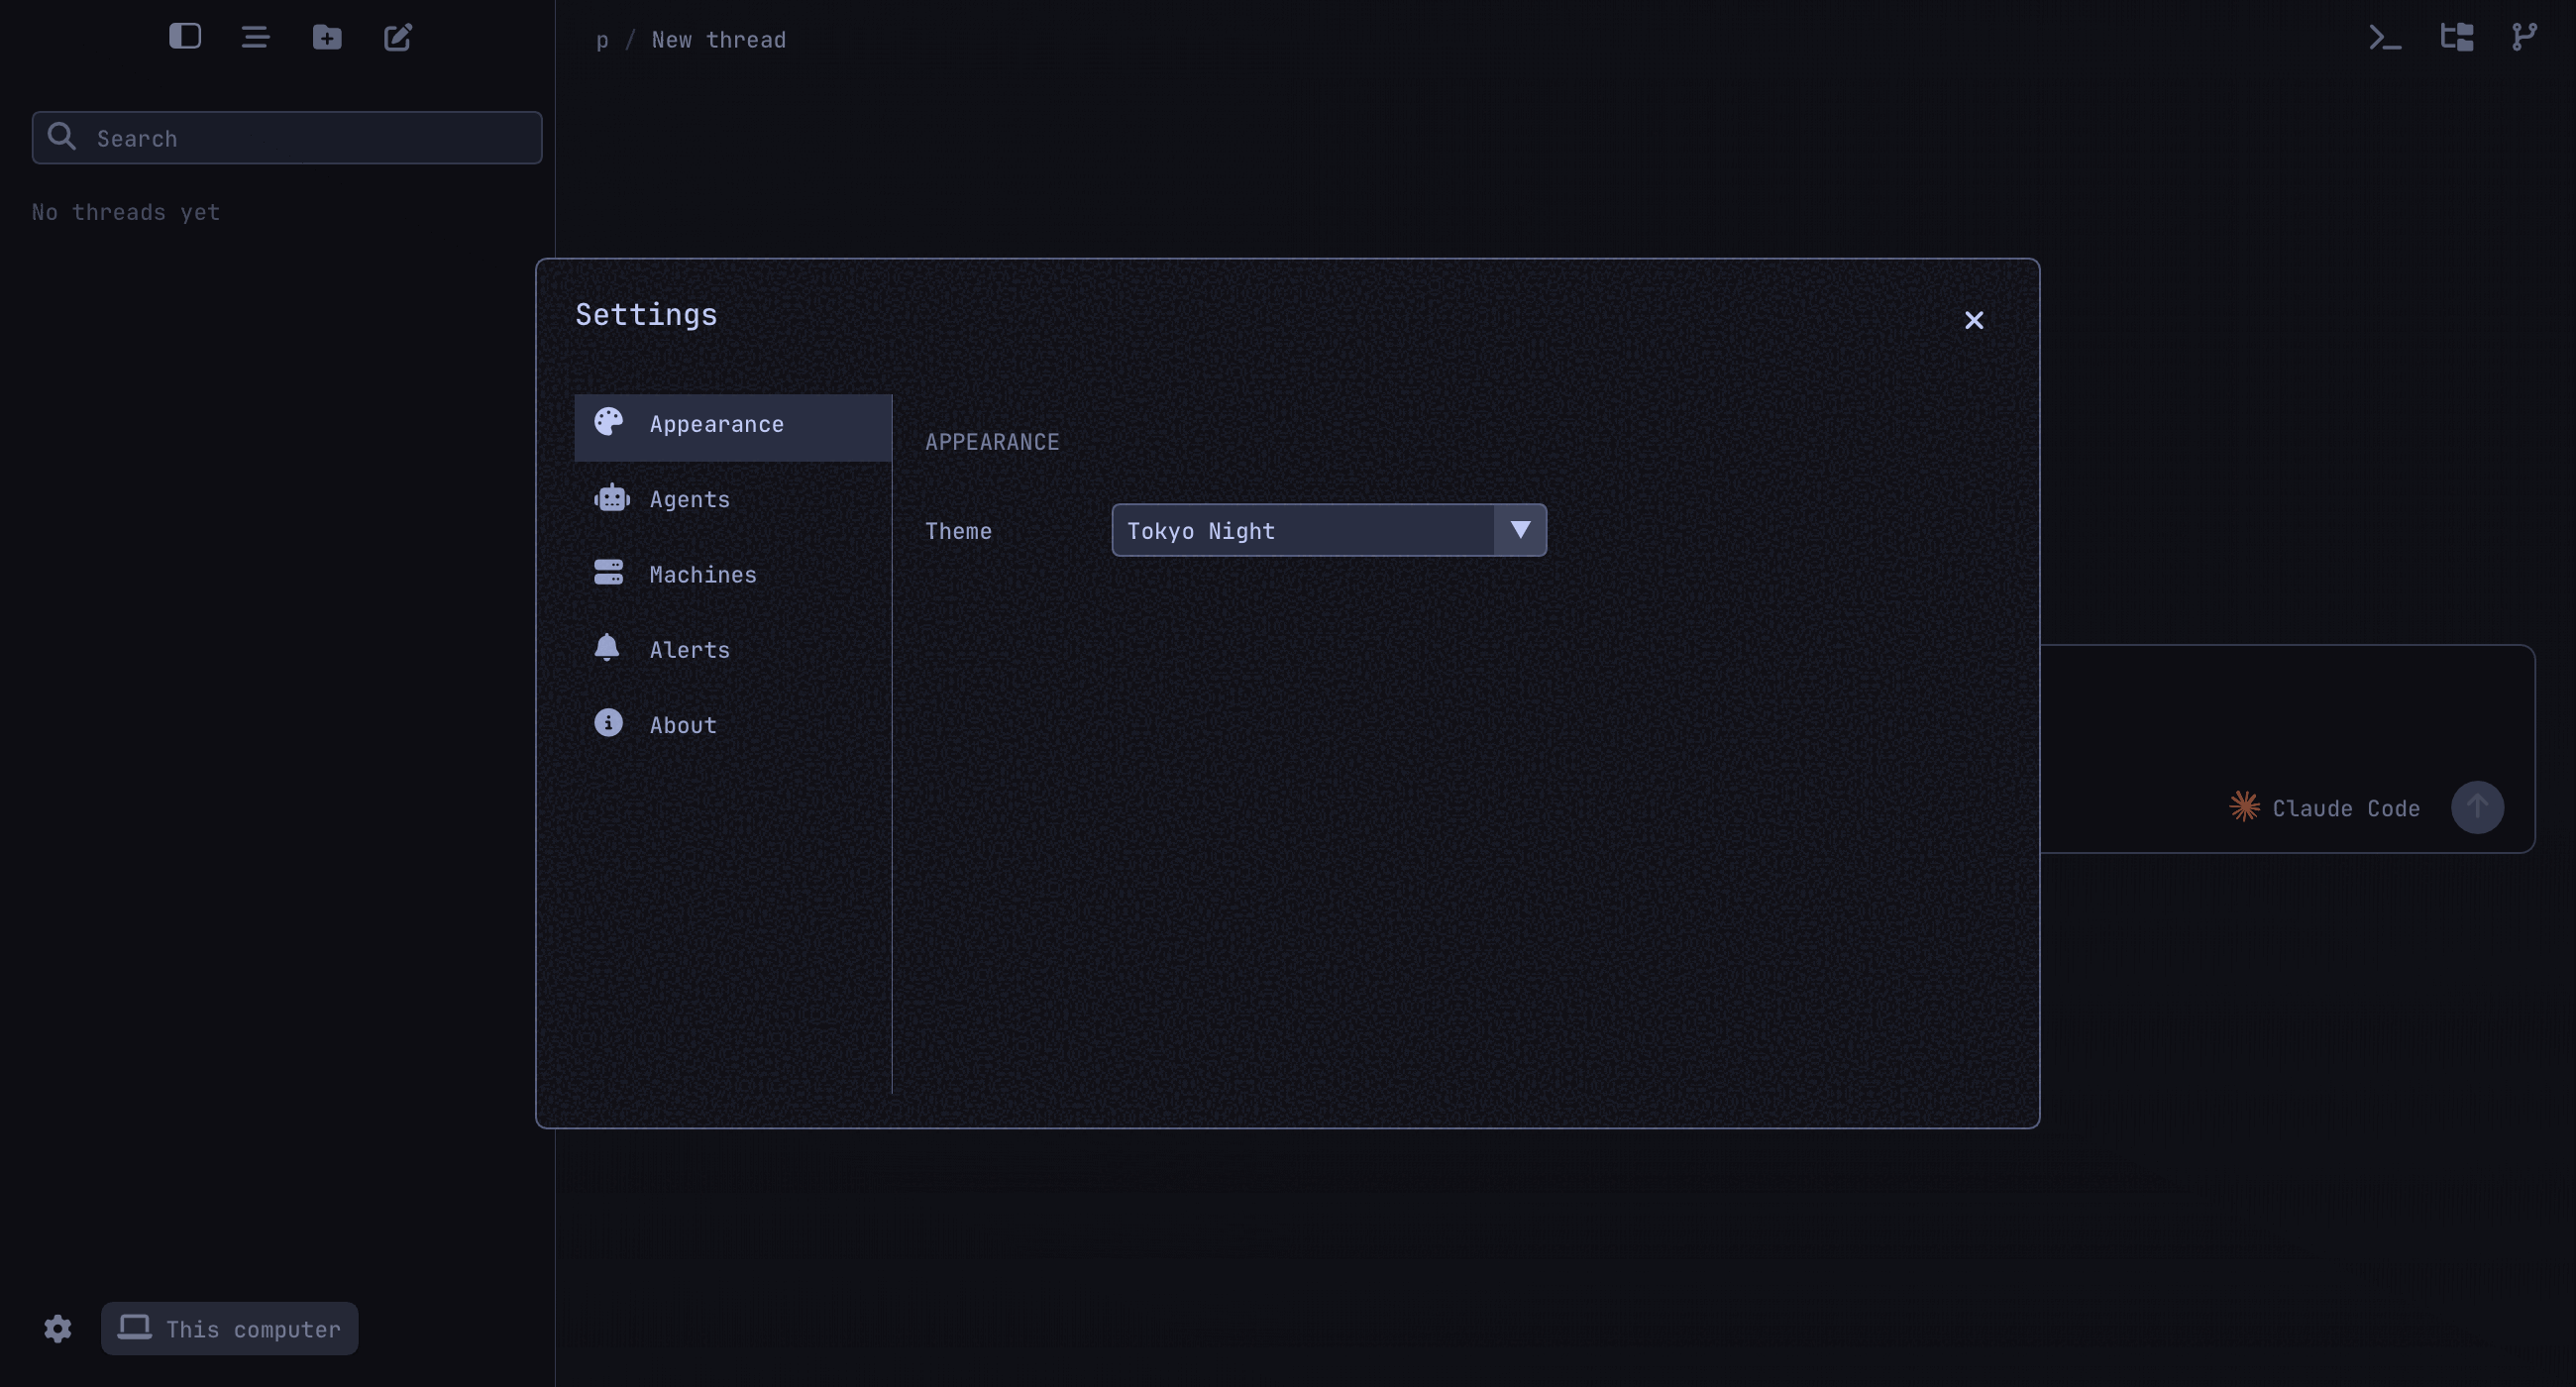 p / New thread
Search
No threads yet
Settings
Appearance
Agents
Machines
Alerts
About
APPEARANCE
Theme
Tokyo Night
Claude Code
This computer